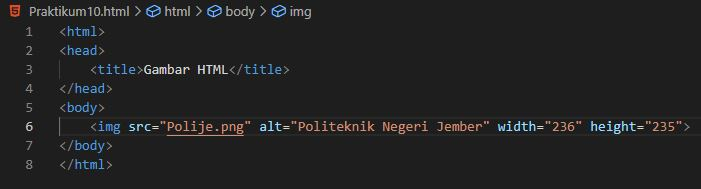 Praktikum10.html > html > body > img
1 <html>
2 <head>
3     <title>Gambar HTML</title>
4 </head>
5 <body>
6     <img src="Polije.png" alt="Politeknik Negeri Jember" width="236" height="235">
7 </body>
8 </html>